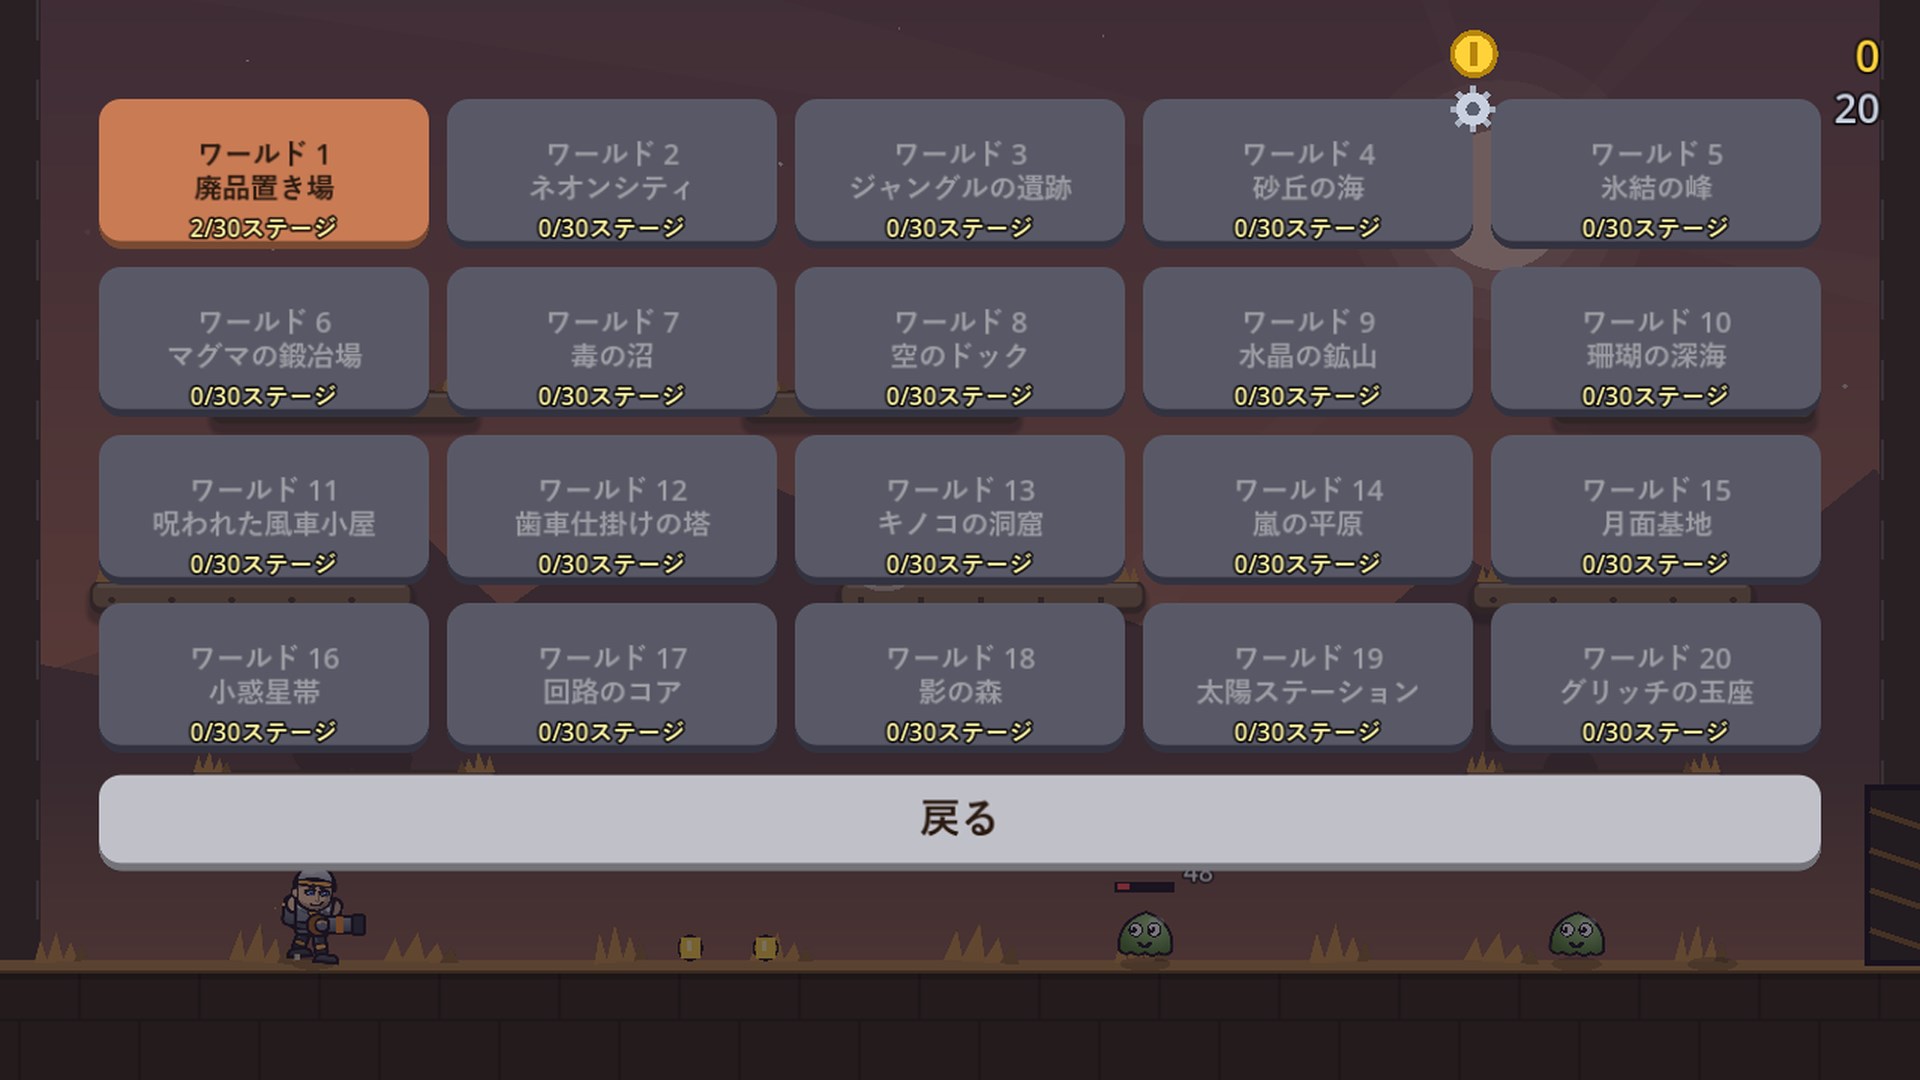 0
20
ワールド 1
廃品置き場
2/30ステージ
ワールド 2
ネオンシティ
0/30ステージ
ワールド 3
ジャングルの遺跡
0/30ステージ
ワールド 4
砂丘の海
0/30ステージ
ワールド 5
氷結の峰
0/30ステージ
ワールド 6
マグマの鍛冶場
0/30ステージ
ワールド 7
毒の沼
0/30ステージ
ワールド 8
空のドック
0/30ステージ
ワールド 9
水晶の鉱山
0/30ステージ
ワールド 10
珊瑚の深海
0/30ステージ
ワールド 11
呪われた風車小屋
0/30ステージ
ワールド 12
歯車仕掛けの塔
0/30ステージ
ワールド 13
キノコの洞窟
0/30ステージ
ワールド 14
嵐の平原
0/30ステージ
ワールド 15
月面基地
0/30ステージ
ワールド 16
小惑星帯
0/30ステージ
ワールド 17
回路のコア
0/30ステージ
ワールド 18
影の森
0/30ステージ
ワールド 19
太陽ステーション
0/30ステージ
ワールド 20
グリッチの玉座
0/30ステージ
戻る